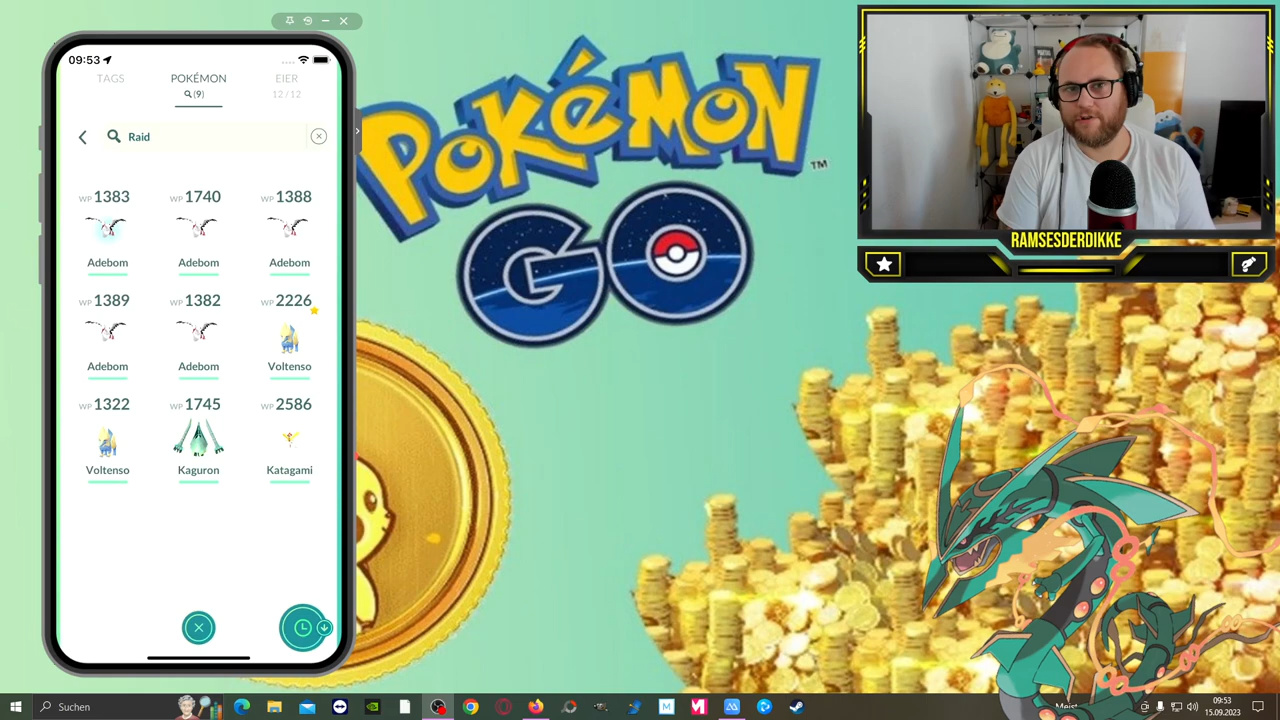 09:53
TAGS
POKÉMON
EIER
(9)
12 / 12
Raid
WP 1383
WP 1740
WP 1388
Adebom
Adebom
Adebom
WP 1389
WP 1382
WP 2226
Adebom
Adebom
Voltenso
WP 1322
WP 1745
WP 2586
Voltenso
Kaguron
Katagami
POKÉMON
TM
GO
RAMSESDERDIKKE
Suchen
Meist
09:53
15.09.2023